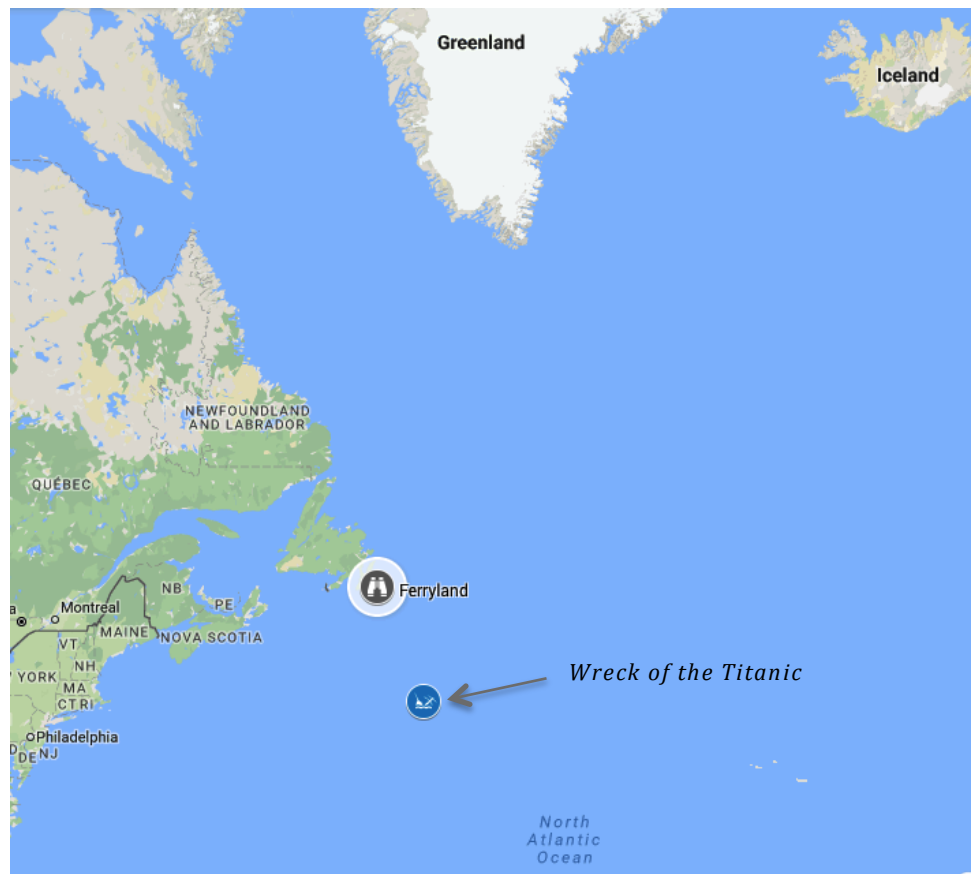 Greenland
Iceland
NEWFOUNDLAND
AND LABRADOR
QUÉBEC
Ferryland
NB
PE
a
Montreal
MAINE
NOVA SCOTIA
VT
NH
YORK
MA
CT RI
Wreck of the Titanic
Philadelphia
D
DE
NJ
North
Atlantic
Ocean